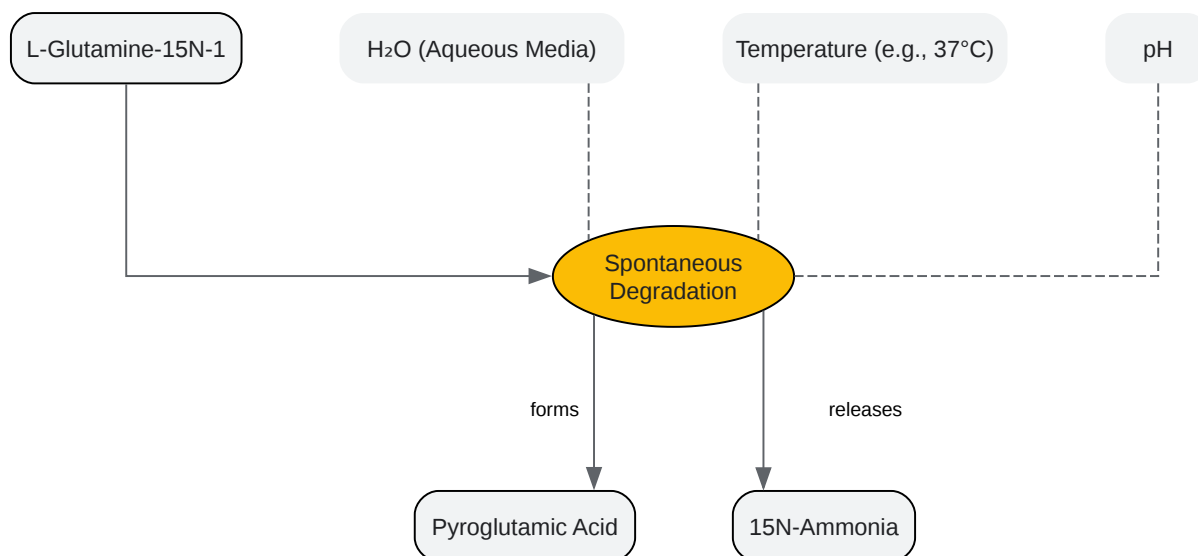 L-Glutamine-15N-1
H₂O (Aqueous Media)
Temperature (e.g., 37°C)
pH
Spontaneous
Degradation
forms
releases
Pyroglutamic Acid
15N-Ammonia